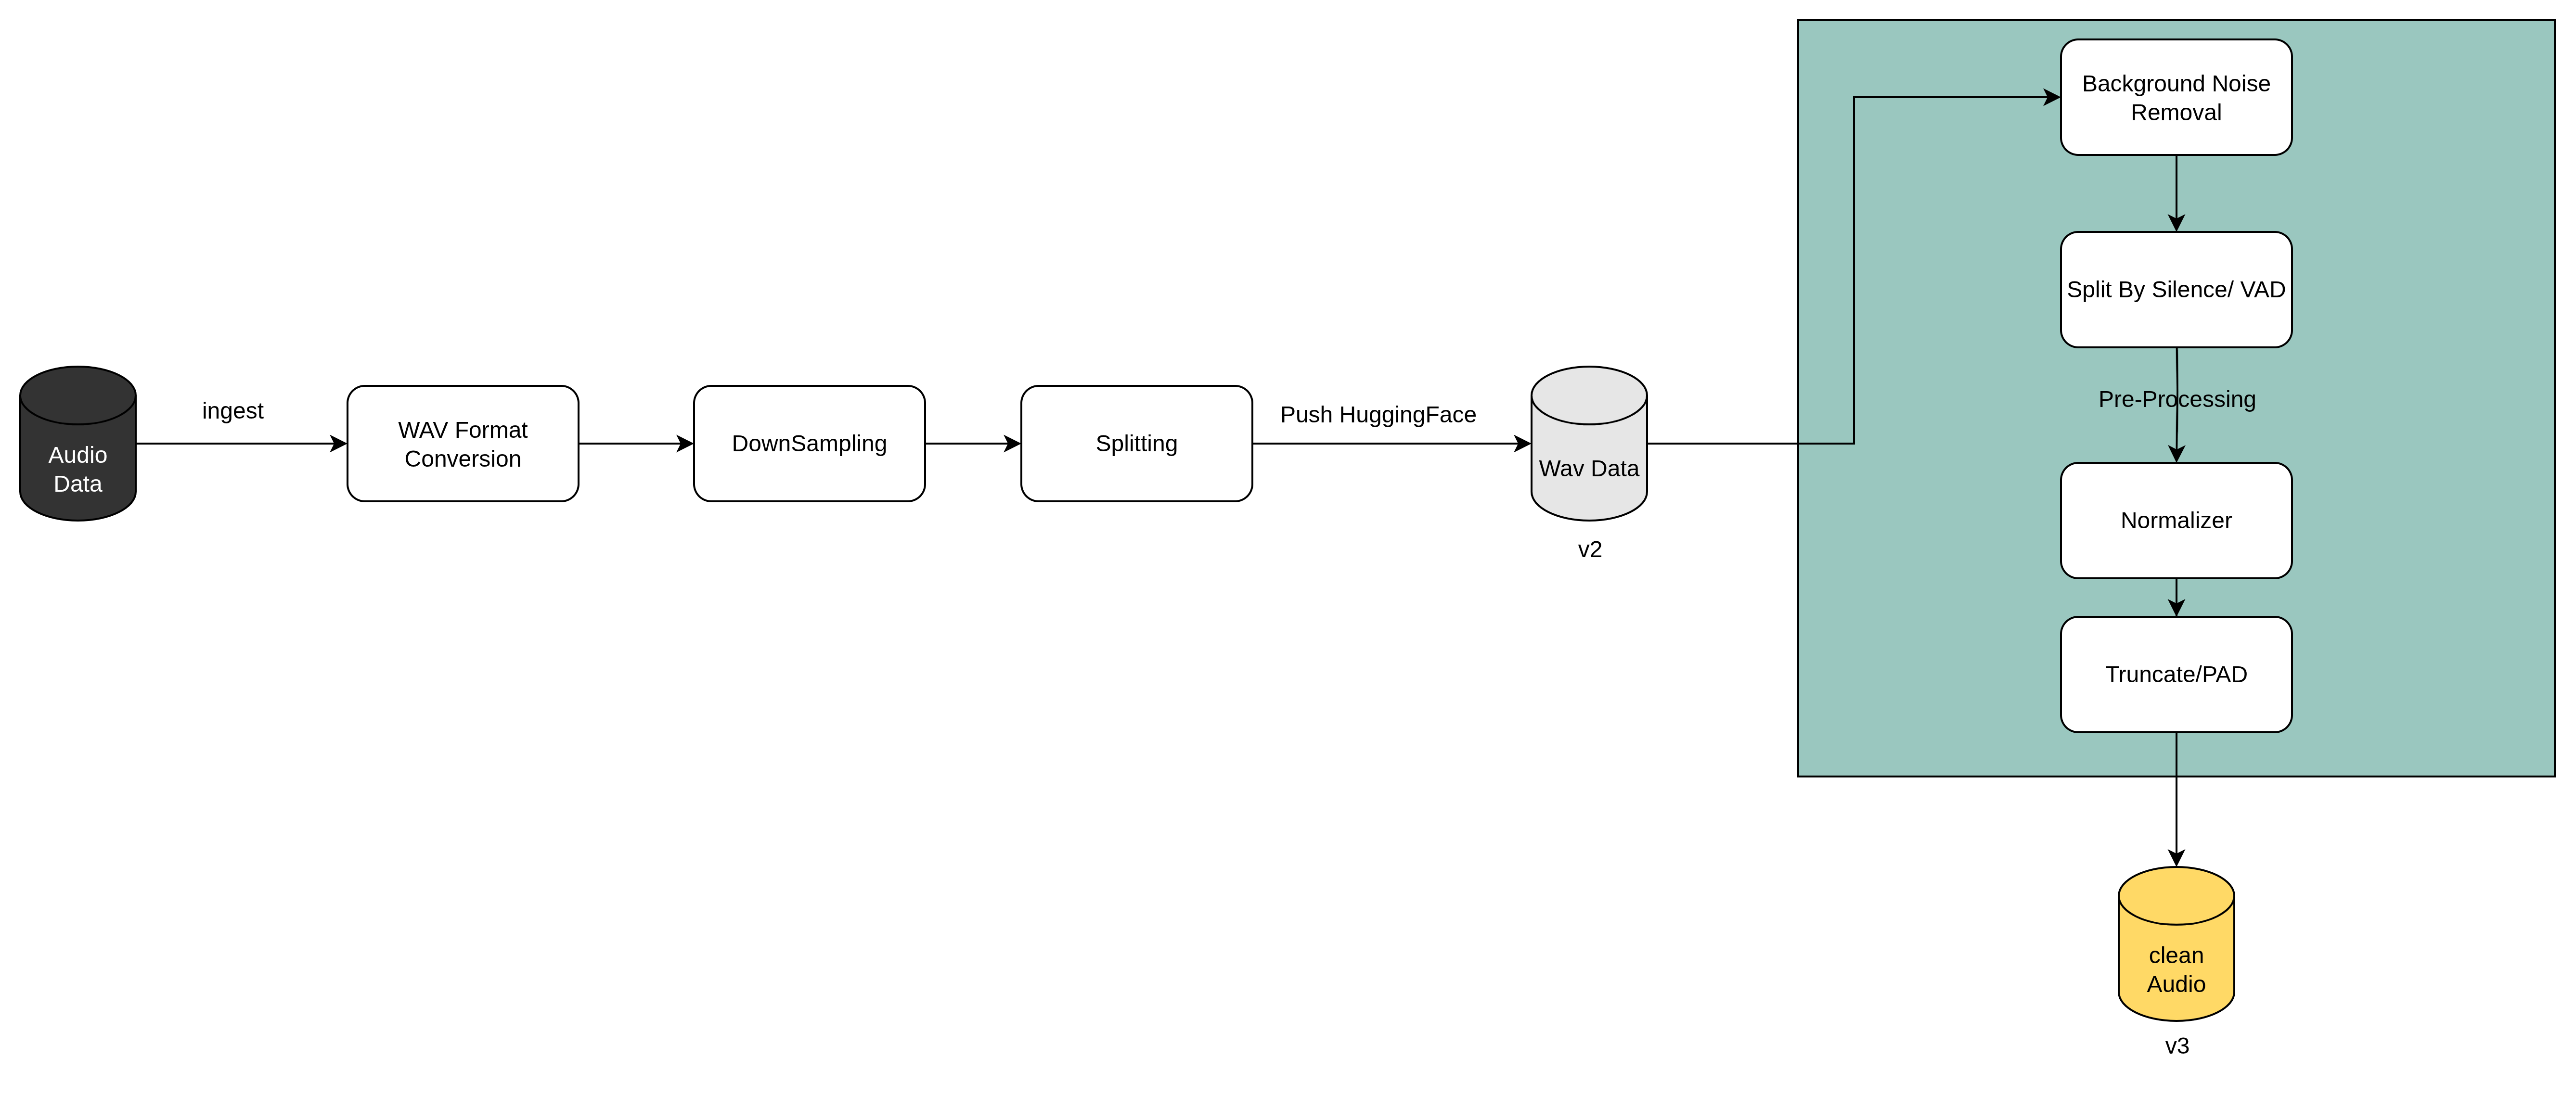 Audio
Data
ingest
WAV Format
Conversion
DownSampling
Splitting
Push HuggingFace
Wav Data
v2
Background Noise
Removal
Split By Silence/ VAD
Pre-Processing
Normalizer
Truncate/PAD
clean
Audio
v3